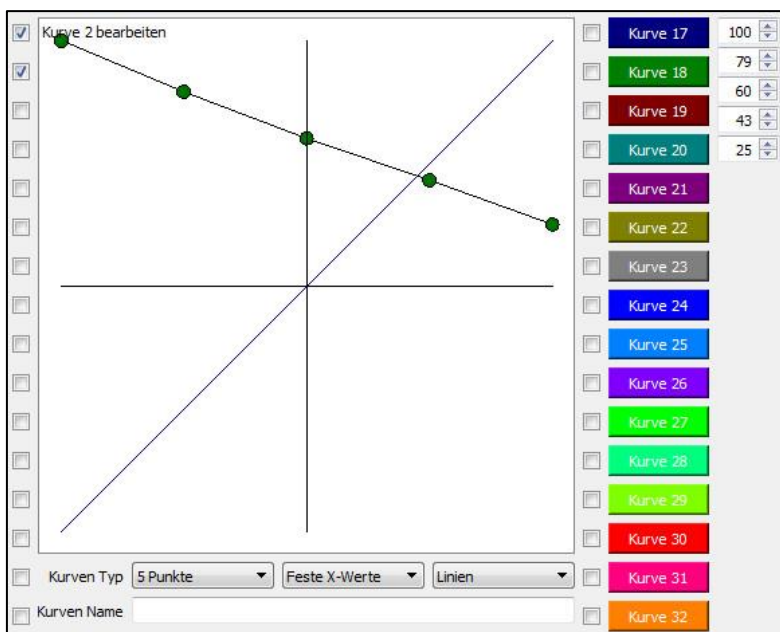 Kurve 2 bearbeiten
Kurve 17 100
Kurve 18 79
Kurve 19 60
Kurve 20 43
Kurve 21 25
Kurve 22
Kurve 23
Kurve 24
Kurve 25
Kurve 26
Kurve 27
Kurve 28
Kurve 29
Kurve 30
Kurven Typ 5 Punkte Feste X-Werte Linien Kurve 31
Kurven Name Kurve 32